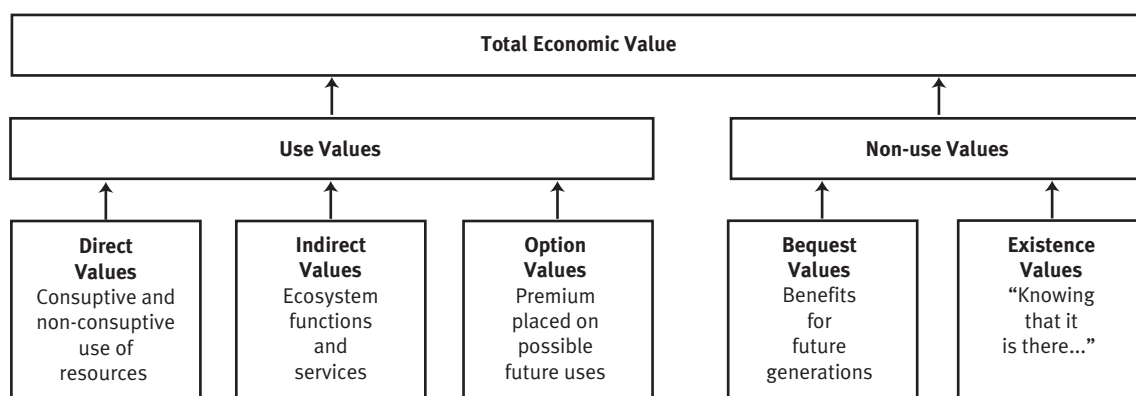 Total Economic Value
Use Values
Non-use Values
Direct
Values
Consuptive and
non-consuptive
use of
resources
Indirect
Values
Ecosystem
functions
and
services
Option
Values
Premium
placed on
possible
future uses
Bequest
Values
Benefits
for
future
generations
Existence
Values
“Knowing
that it
is there...”